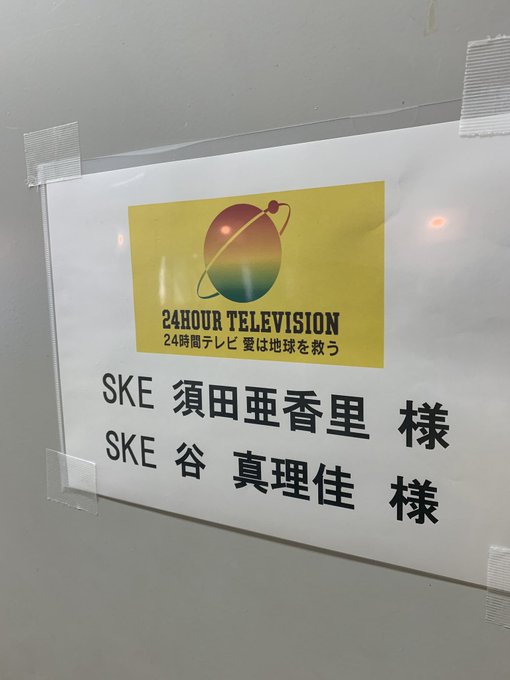 24HOUR TELEVISION
24時間テレビ 愛は地球を救う
SKE 須田亜香里 様
SKE 谷 真理佳 様